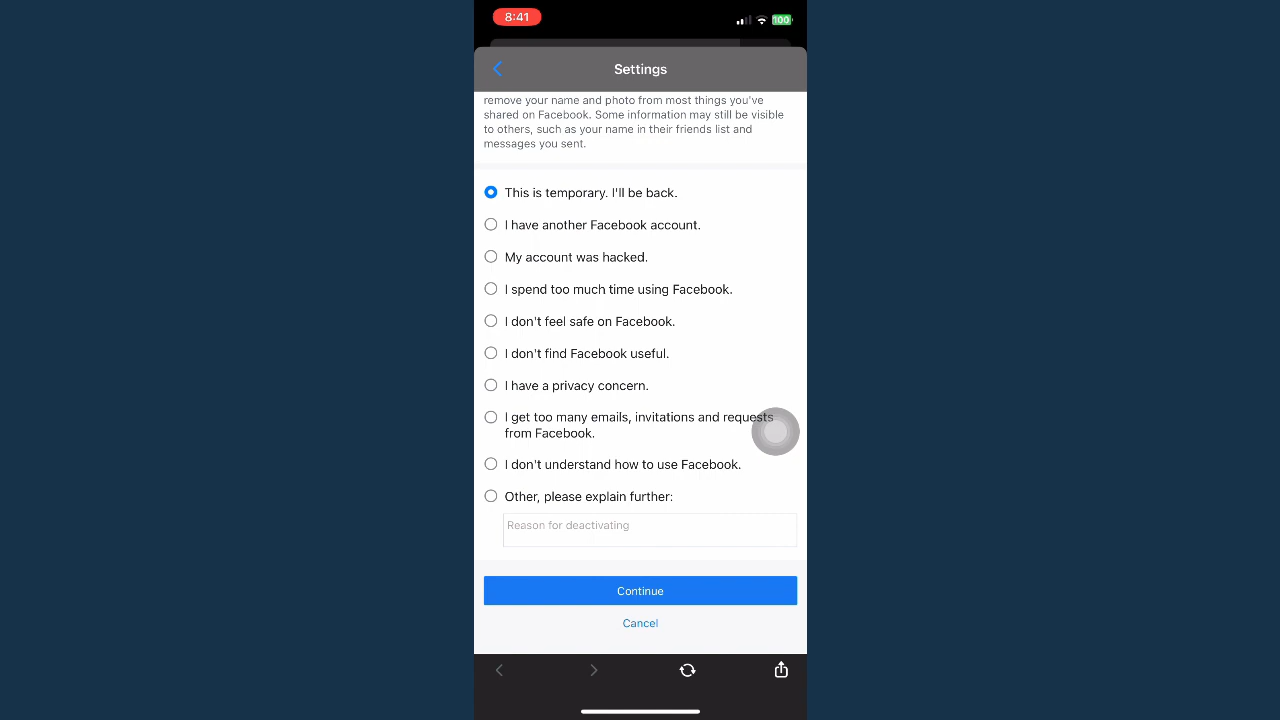 8:41
100
Settings
remove your name and photo from most things you've
shared on Facebook. Some information may still be visible
to others, such as your name in their friends list and
messages you sent.
This is temporary. I'll be back.
I have another Facebook account.
My account was hacked.
I spend too much time using Facebook.
I don't feel safe on Facebook.
I don't find Facebook useful.
I have a privacy concern.
I get too many emails, invitations and requests
from Facebook.
I don't understand how to use Facebook.
Other, please explain further:
Reason for deactivating
Continue
Cancel